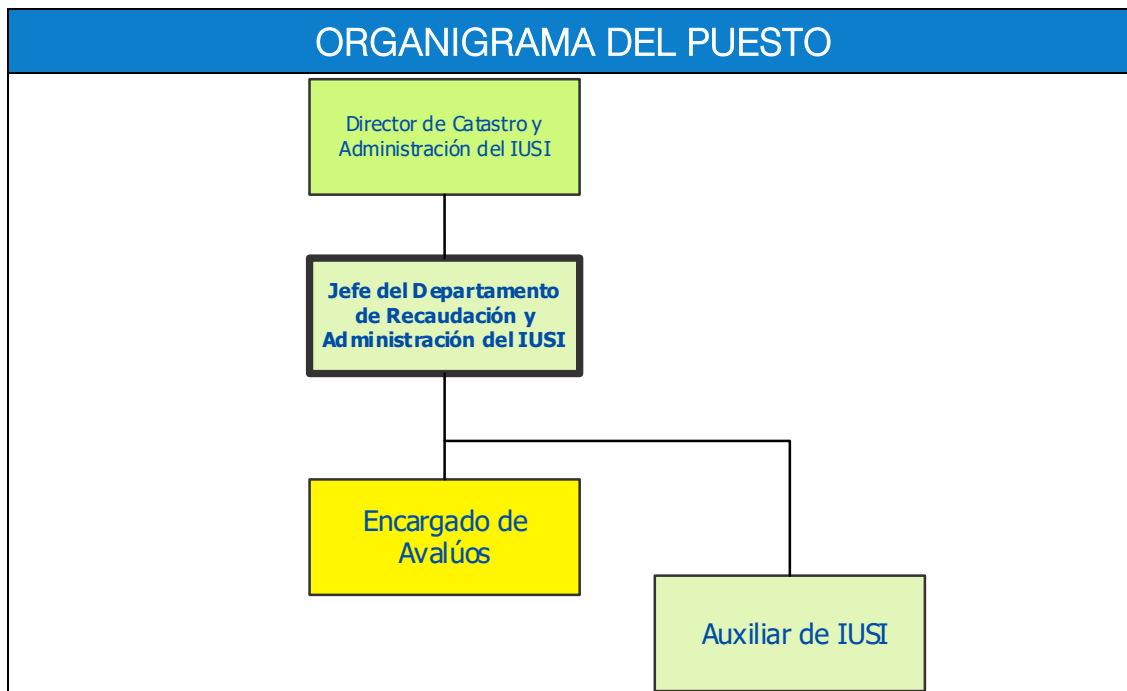 ORGANIGRAMA DEL PUESTO
Director de Catastro y
Administración del IUSI
Jefe del Departamento
de Recaudación y
Administración del IUSI
Encargado de
Avalúos
Auxiliar de IUSI